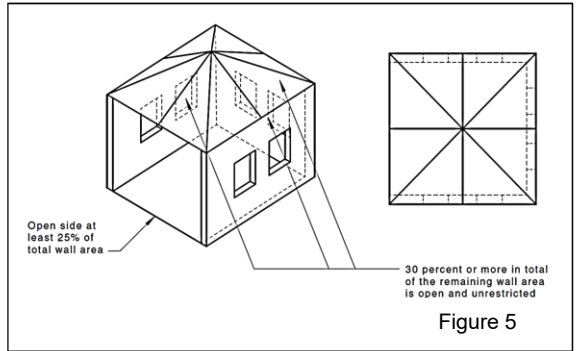 Open side at
least 25% of
total wall area
30 percent or more in total
of the remaining wall area
is open and unrestricted
Figure 5